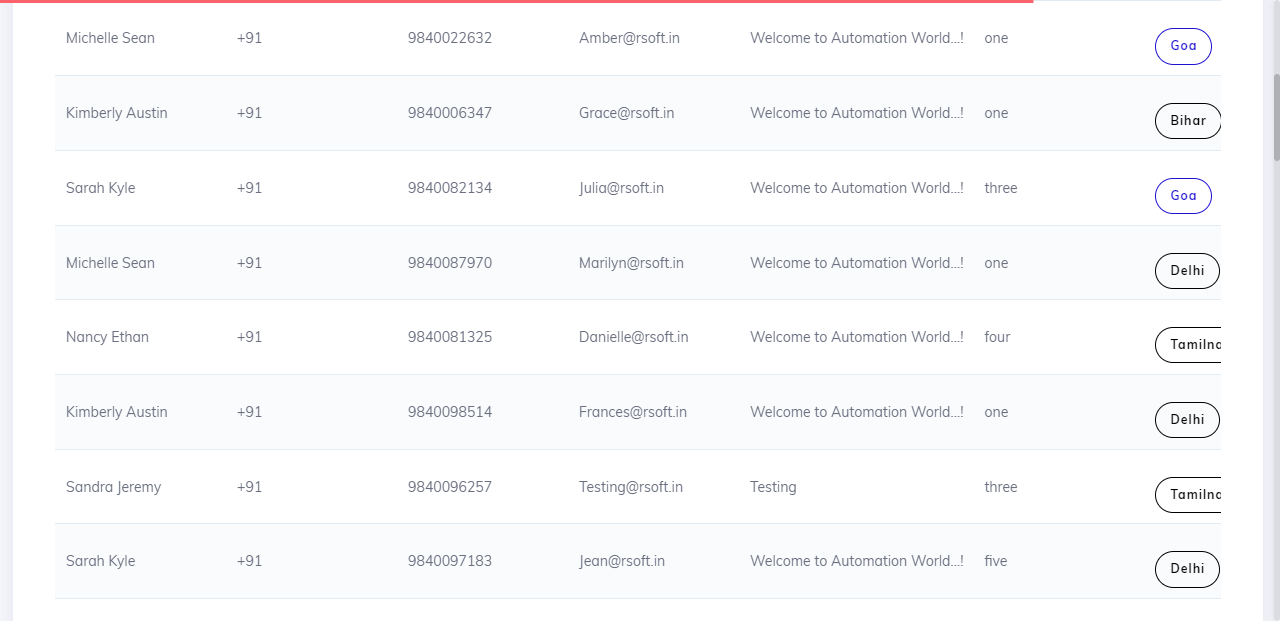 Michelle Sean +91 9840022632 Amber@rsoft.in Welcome to Automation World...! one Goa
Kimberly Austin +91 9840006347 Grace@rsoft.in Welcome to Automation World...! one Bihar
Sarah Kyle +91 9840082134 Julia@rsoft.in Welcome to Automation World...! three Goa
Michelle Sean +91 9840087970 Marilyn@rsoft.in Welcome to Automation World...! one Delhi
Nancy Ethan +91 9840081325 Danielle@rsoft.in Welcome to Automation World...! four
Kimberly Austin +91 9840098514 Frances@rsoft.in Welcome to Automation World...! one Delhi
Sandra Jeremy +91 9840096257 Testing@rsoft.in Testing three
Sarah Kyle +91 9840097183 Jean@rsoft.in Welcome to Automation World...! five Delhi